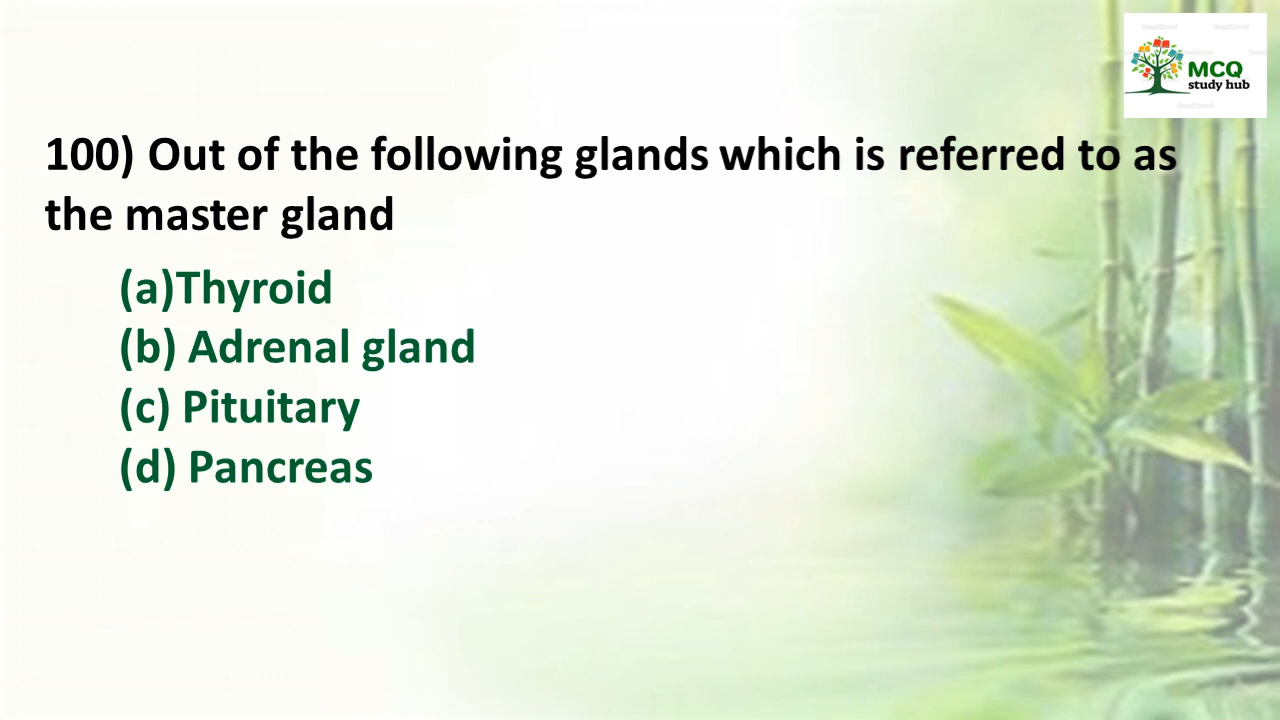 MCQ
study hub
100) Out of the following glands which is referred to as
the master gland
(a)Thyroid
(b) Adrenal gland
(c) Pituitary
(d) Pancreas